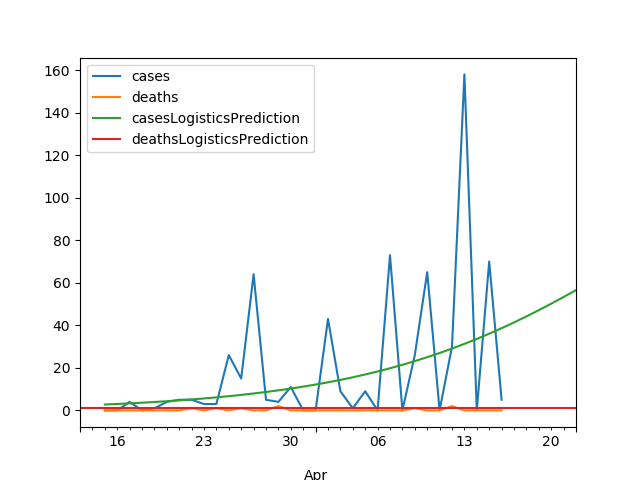 160
140
120
100
80
60
40
20
0
cases
deaths
casesLogisticsPrediction
deathsLogisticsPrediction
16 23 30 06 13 20
Apr